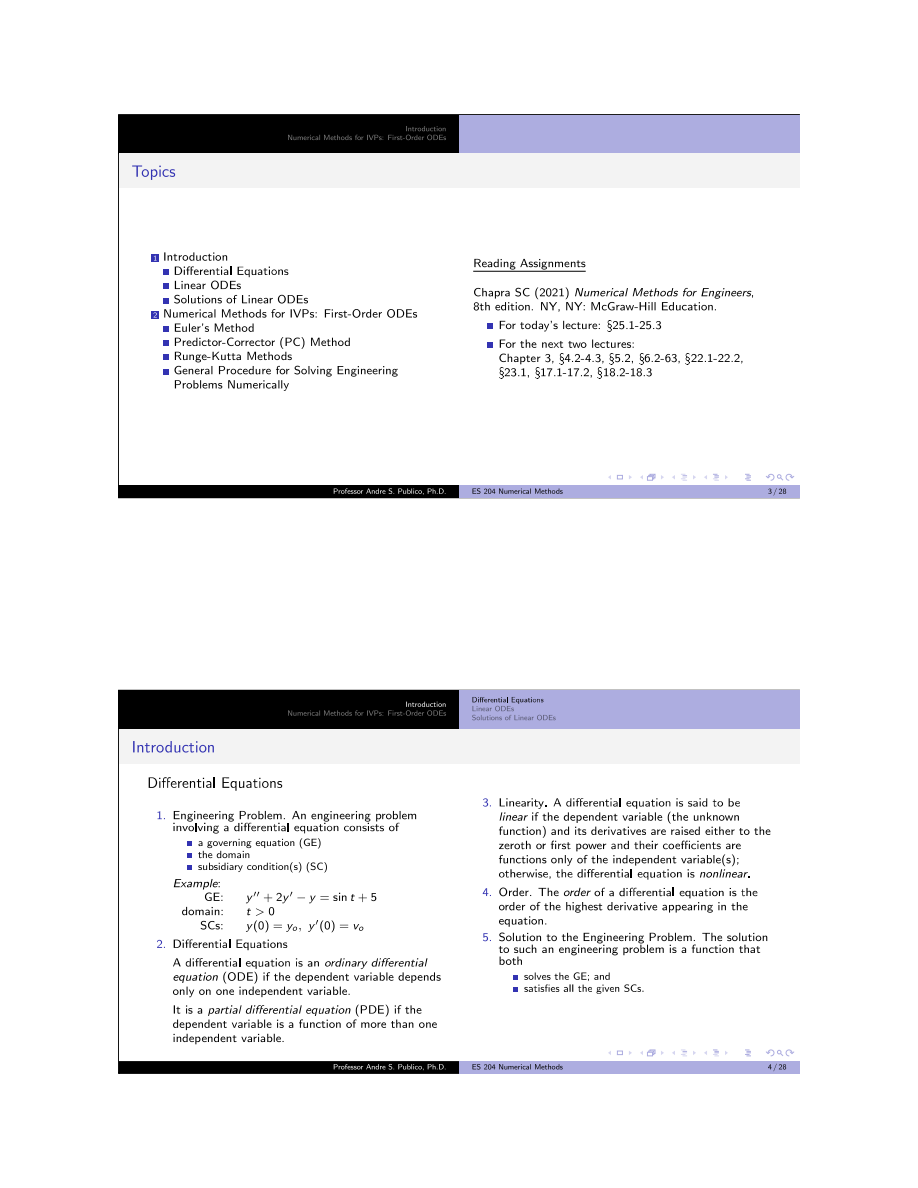 Introduction
Numerical Methods for IVPs: First-Order ODEs
Topics
1 Introduction
Differential Equations
Linear ODEs
Solutions of Linear ODEs
2 Numerical Methods for IVPs: First-Order ODEs
Euler's Method
Predictor-Corrector (PC) Method
Runge-Kutta Methods
General Procedure for Solving Engineering
Problems Numerically
Reading Assignments
Chapra SC (2021) Numerical Methods for Engineers,
8th edition. NY, NY: McGraw-Hill Education.
For today's lecture: §25.1-25.3
For the next two lectures:
Chapter 3, §4.2-4.3, §5.2, §6.2-63, §22.1-22.2,
§23.1, §17.1-17.2, §18.2-18.3
Professor Andre S. Publico, Ph.D.
ES 204 Numerical Methods
3 / 28
Introduction
Numerical Methods for IVPs: First-Order ODEs
Differential Equations
Linear ODEs
Solutions of Linear ODEs
Introduction
Differential Equations
1. Engineering Problem. An engineering problem
involving a differential equation consists of
a governing equation (GE)
the domain
subsidiary condition(s) (SC)
Example:
GE: y′′ + 2y′ − y = sin t + 5
domain: t > 0
SCs: y(0) = yₒ, y′(0) = vₒ
2. Differential Equations
A differential equation is an ordinary differential
equation (ODE) if the dependent variable depends
only on one independent variable.
It is a partial differential equation (PDE) if the
dependent variable is a function of more than one
independent variable.
3. Linearity. A differential equation is said to be
linear if the dependent variable (the unknown
function) and its derivatives are raised either to the
zeroth or first power and their coefficients are
functions only of the independent variable(s);
otherwise, the differential equation is nonlinear.
4. Order. The order of a differential equation is the
order of the highest derivative appearing in the
equation.
5. Solution to the Engineering Problem. The solution
to such an engineering problem is a function that
both
solves the GE; and
satisfies all the given SCs.
Professor Andre S. Publico, Ph.D.
ES 204 Numerical Methods
4 / 28